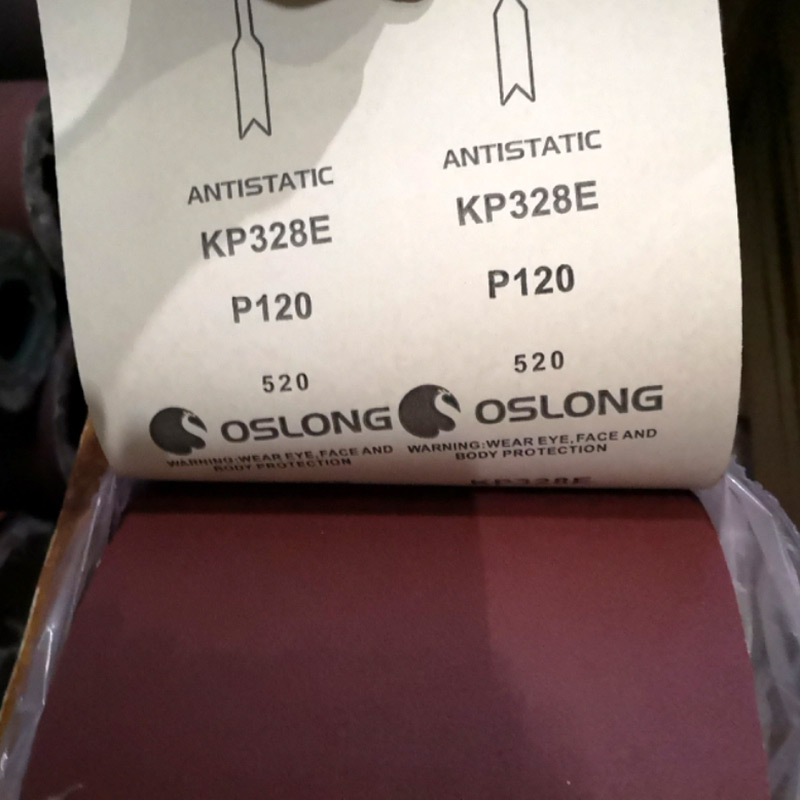 ANTISTATIC
KP328E
P120
520
OSLONG
WARNING:WEAR EYE,FACE AND
BODY PROTECTION
ANTISTATIC
KP328E
P120
520
OSLONG
WARNING:WEAR EYE,FACE AND
BODY PROTECTION
KP328E